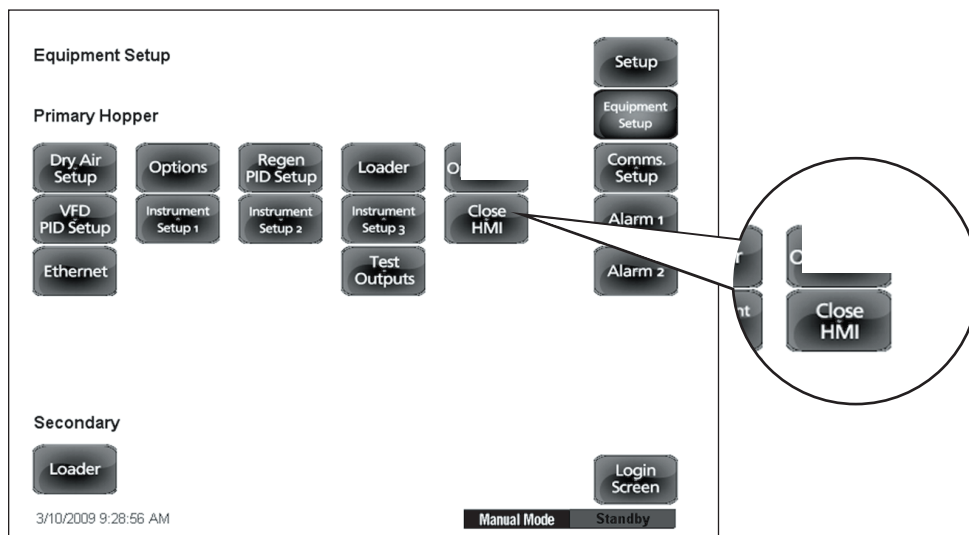 Equipment Setup
Setup
Primary Hopper
Equipment
Setup
Dry Air
Setup
Options
Regen
PID Setup
Loader
Comms.
Setup
VFD
PID Setup
Instrument
Setup 1
Instrument
Setup 2
Instrument
Setup 3
Close
HMI
Alarm 1
Ethernet
Test
Outputs
Alarm 2
Close
HMI
Secondary
Loader
Login
Screen
3/10/2009 9:28:56 AM
Manual Mode
Standby